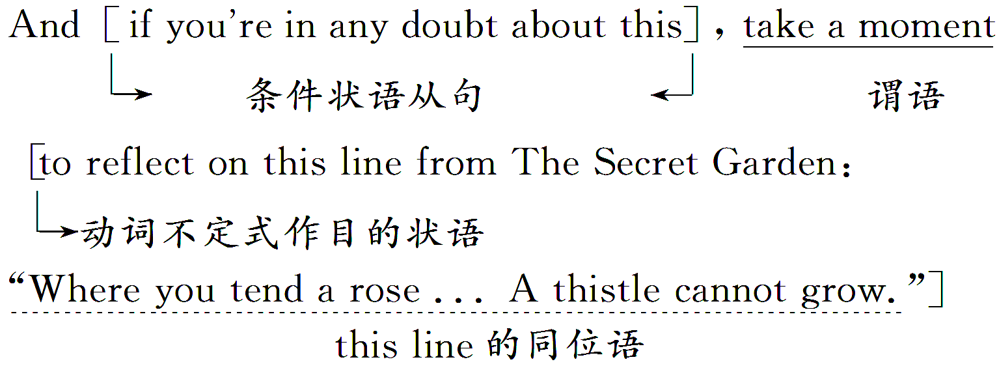 And [if you're in any doubt about this], take a moment
条件状语从句 谓语
[to reflect on this line from The Secret Garden:
动词不定式作目的状语
“Where you tend a rose ... A thistle cannot grow.”]
this line 的同位语